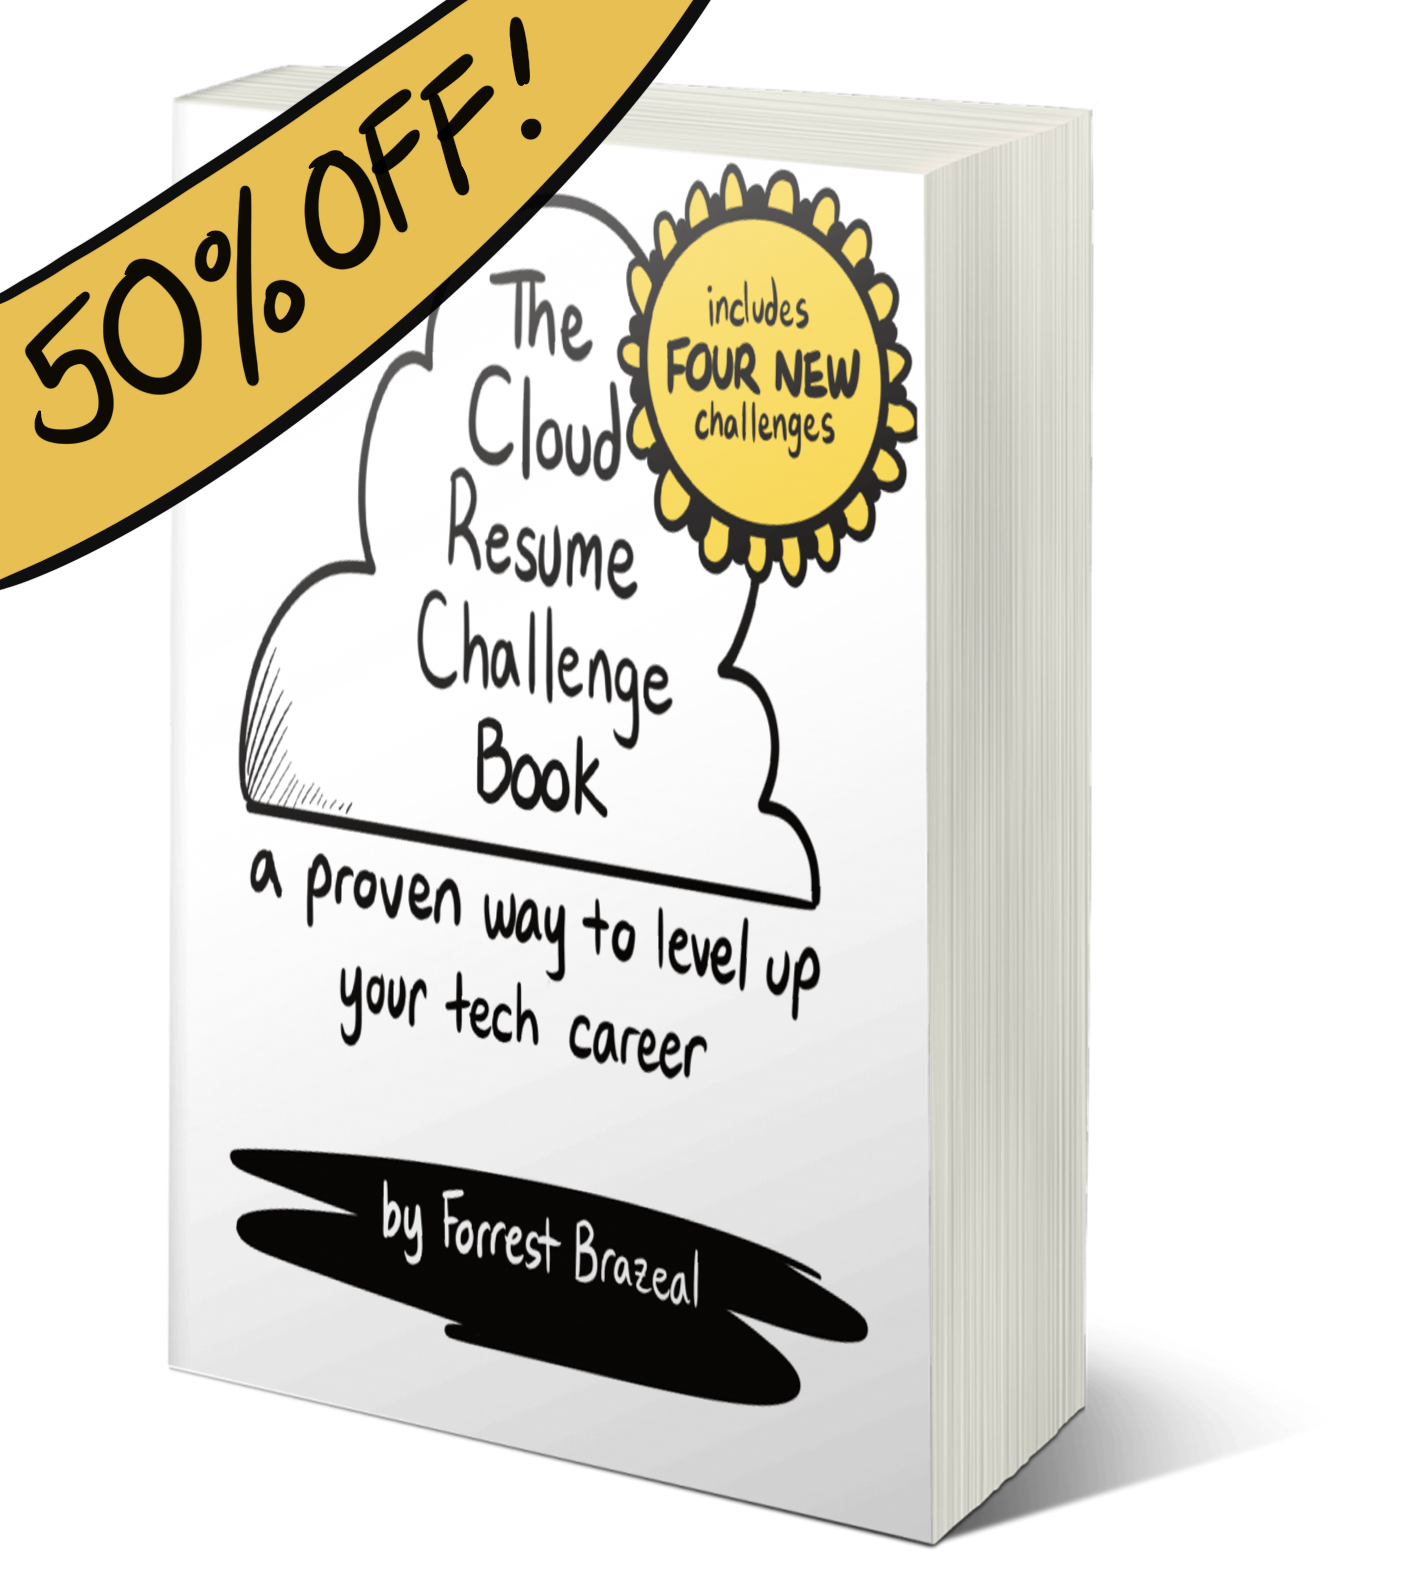 50% OFF!
The
Cloud
Resume
Challenge
Book
includes
FOUR NEW
challenges
a proven way to level up
your tech career
by Forrest Brazeal